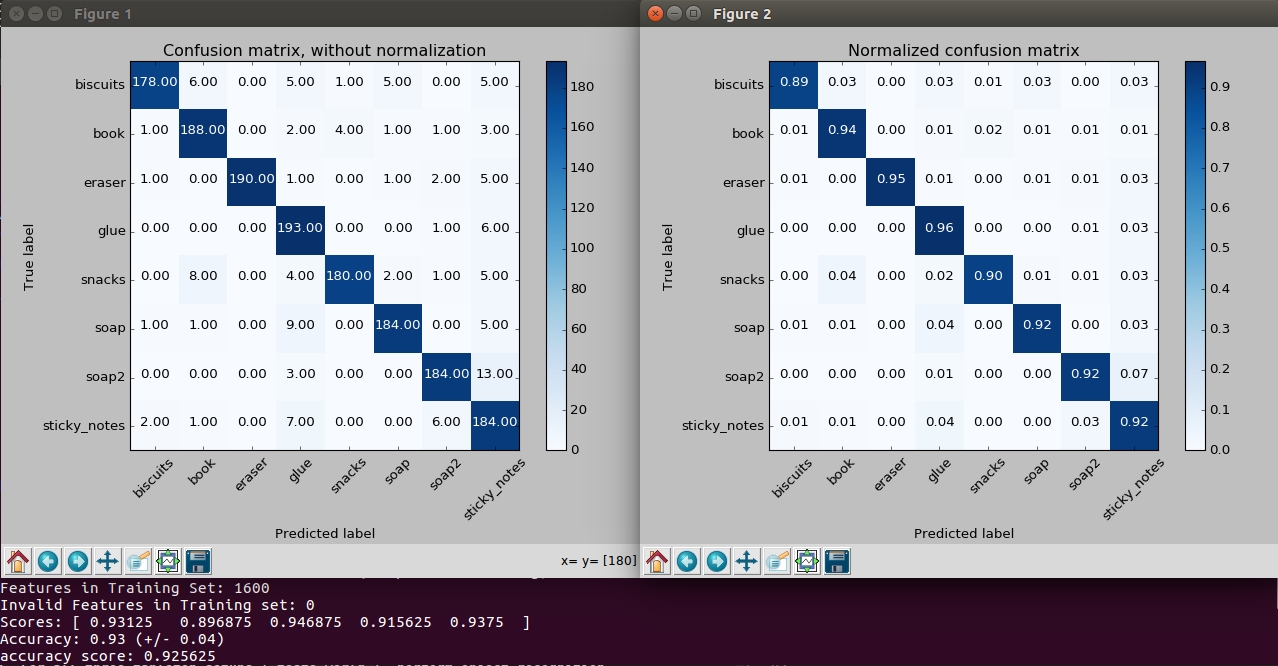 Figure 1
Confusion matrix, without normalization
biscuits 178.00 6.00 0.00 5.00 1.00 5.00 0.00 5.00 180
book 1.00 188.00 0.00 2.00 4.00 1.00 1.00 3.00 160
140
eraser 1.00 0.00 190.00 1.00 0.00 1.00 2.00 5.00
120
glue 0.00 0.00 0.00 193.00 0.00 0.00 1.00 6.00
100
snacks 0.00 8.00 0.00 4.00 180.00 2.00 1.00 5.00 80
60
soap 1.00 1.00 0.00 9.00 0.00 184.00 0.00 5.00
40
soap2 0.00 0.00 0.00 3.00 0.00 0.00 184.00 13.00
20
sticky_notes 2.00 1.00 0.00 7.00 0.00 0.00 6.00 184.00
0
True label
biscuits book eraser glue snacks soap soap2 sticky_notes
Predicted label
x= y= [180]
Figure 2
Normalized confusion matrix
biscuits 0.89 0.03 0.00 0.03 0.01 0.03 0.00 0.03 0.9
book 0.01 0.94 0.00 0.01 0.02 0.01 0.01 0.01 0.8
0.7
eraser 0.01 0.00 0.95 0.01 0.00 0.01 0.01 0.03
0.6
glue 0.00 0.00 0.00 0.96 0.00 0.00 0.01 0.03
0.5
snacks 0.00 0.04 0.00 0.02 0.90 0.01 0.01 0.03 0.4
soap 0.01 0.01 0.00 0.04 0.00 0.92 0.00 0.03 0.3
0.2
soap2 0.00 0.00 0.00 0.01 0.00 0.00 0.92 0.07
0.1
sticky_notes 0.01 0.01 0.00 0.04 0.00 0.00 0.03 0.92
0.0
True label
biscuits book eraser glue snacks soap soap2 sticky_notes
Predicted label
Features in Training Set: 1600
Invalid Features in Training set: 0
Scores: [ 0.93125 0.896875 0.946875 0.915625 0.9375 ]
Accuracy: 0.93 (+/- 0.04)
accuracy score: 0.925625